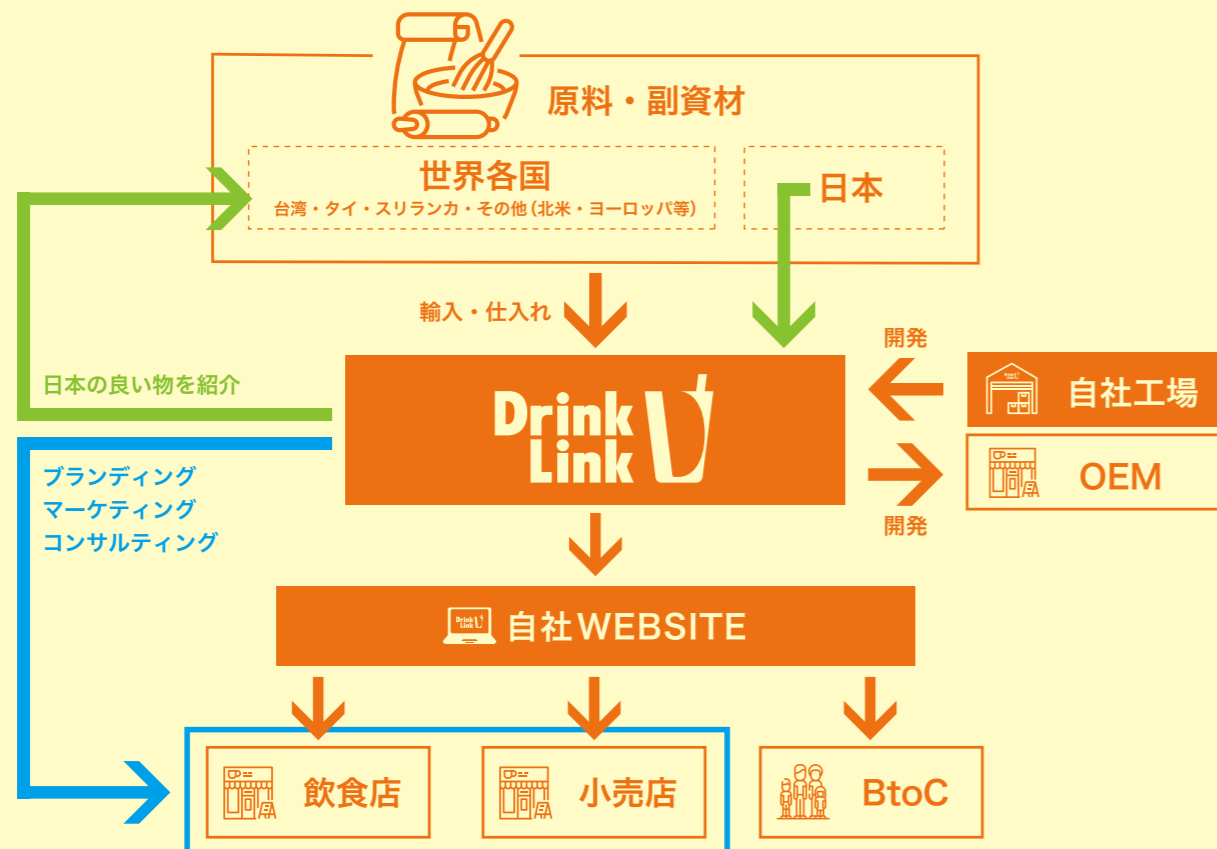 原料・副資材
世界各国
台湾・タイ・スリランカ・その他(北米・ヨーロッパ等)
日本
輸入・仕入れ
日本の良い物を紹介
ブランディング
マーケティング
コンサルティング
Drink
Link
開発
自社工場
OEM
開発
Drink
Link
自社WEBSITE
飲食店
小売店
BtoC